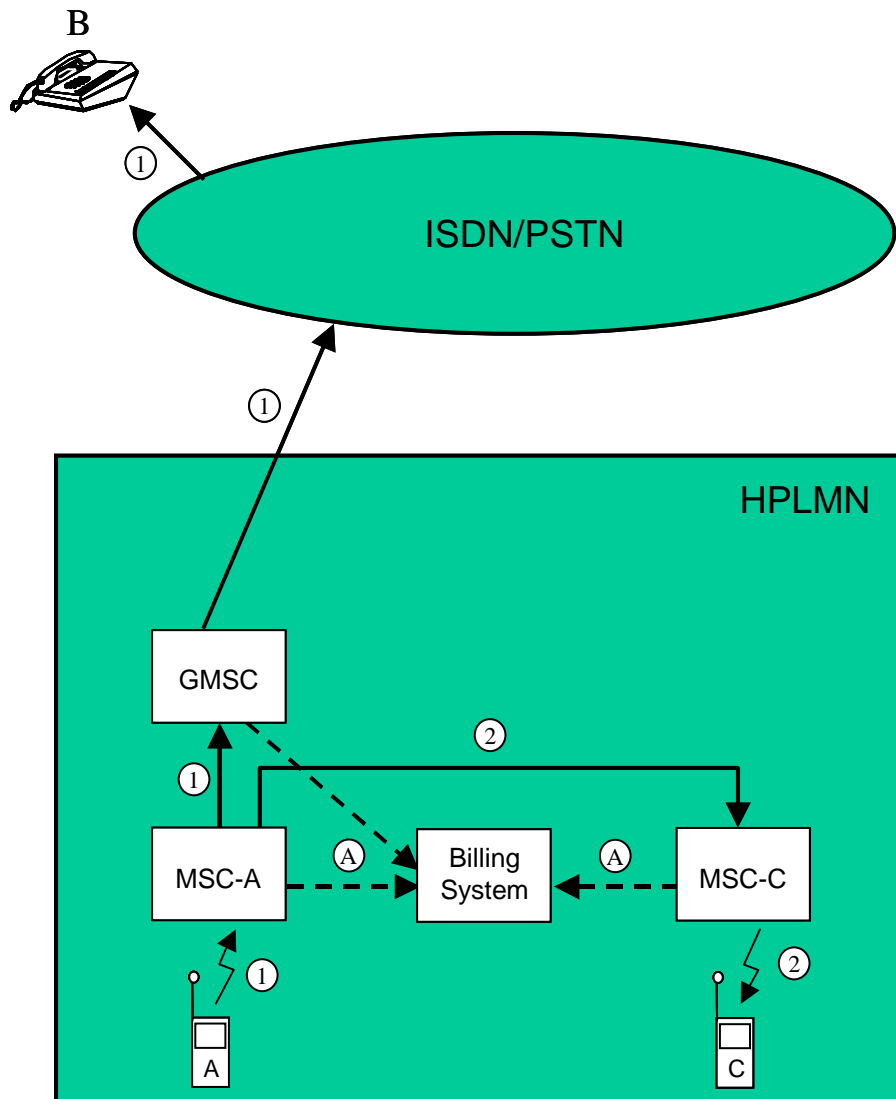 B
1
ISDN/PSTN
1
HPLMN
GMSC
2
1
MSC-A
A
Billing
System
A
MSC-C
1
2
A
C